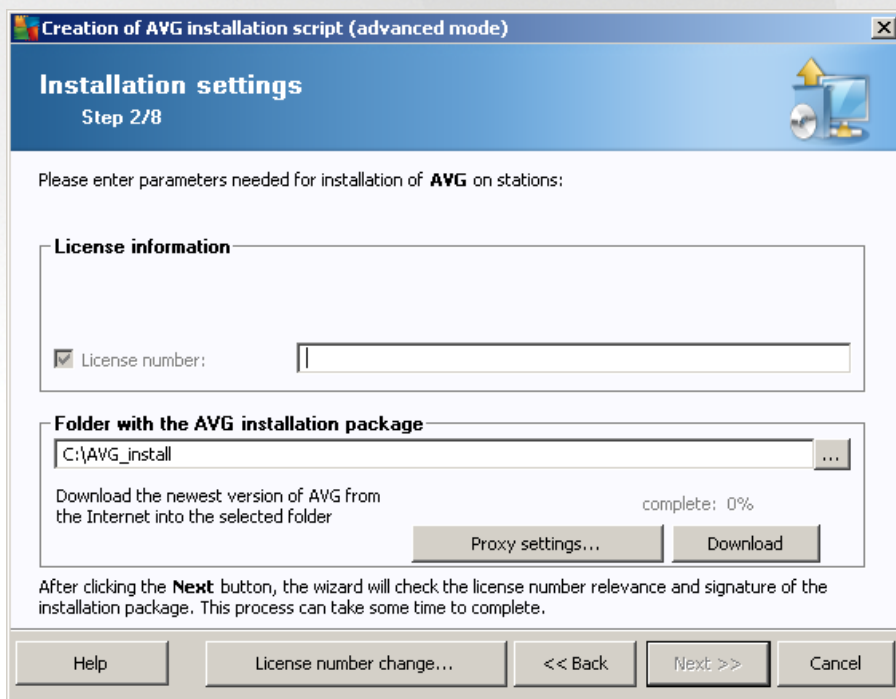 Creation of AVG installation script (advanced mode)
Installation settings
Step 2/8
Please enter parameters needed for installation of AVG on stations:
License information
License number:
Folder with the AVG installation package
C:\AVG_install
...
Download the newest version of AVG from
the Internet into the selected folder
complete: 0%
Proxy settings...
Download
After clicking the Next button, the wizard will check the license number relevance and signature of the
installation package. This process can take some time to complete.
Help
License number change...
<< Back
Next >>
Cancel